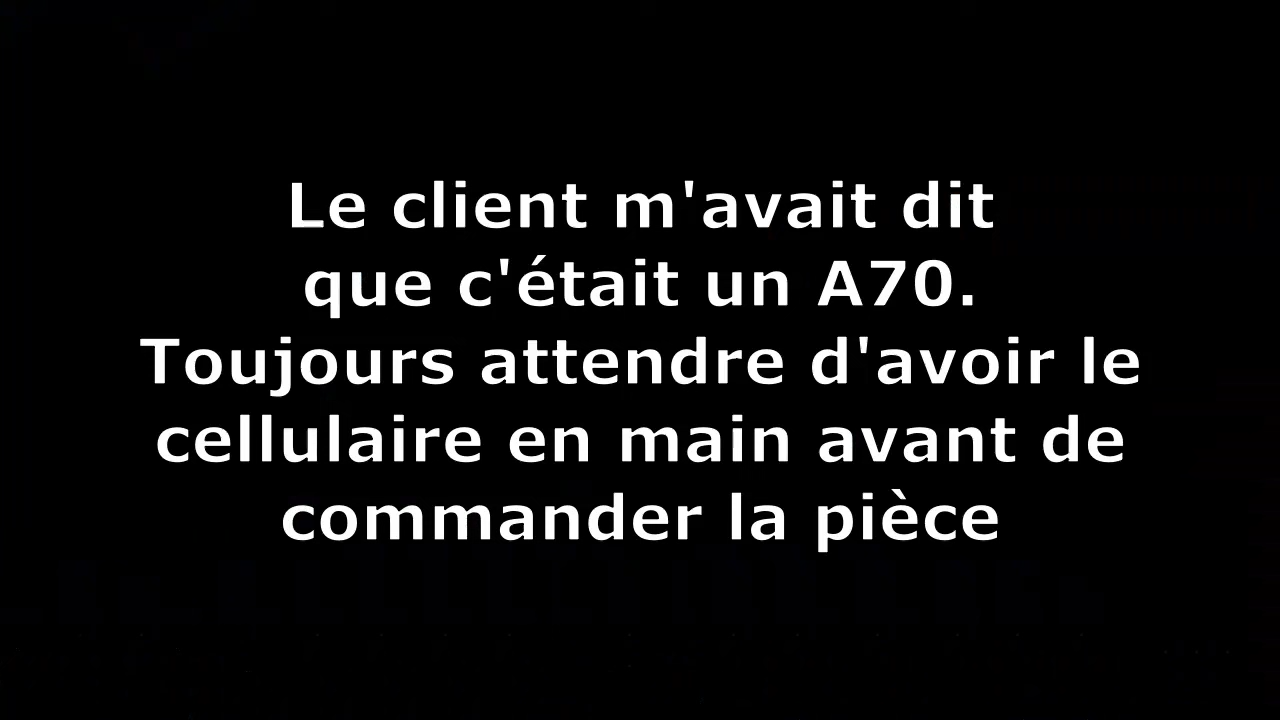 Le client m'avait dit
que c'était un A70.
Toujours attendre d'avoir le
cellulaire en main avant de
commander la pièce